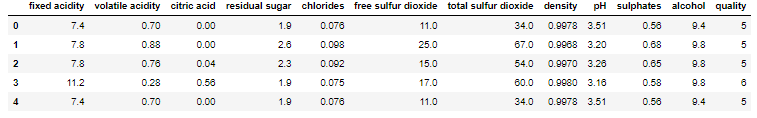 fixed acidity volatile acidity citric acid residual sugar chlorides free sulfur dioxide total sulfur dioxide density pH sulphates alcohol quality
0 7.4 0.70 0.00 1.9 0.076 11.0 34.0 0.9978 3.51 0.56 9.4 5
1 7.8 0.88 0.00 2.6 0.098 25.0 67.0 0.9968 3.20 0.68 9.8 5
2 7.8 0.76 0.04 2.3 0.092 15.0 54.0 0.9970 3.26 0.65 9.8 5
3 11.2 0.28 0.56 1.9 0.075 17.0 60.0 0.9980 3.16 0.58 9.8 6
4 7.4 0.70 0.00 1.9 0.076 11.0 34.0 0.9978 3.51 0.56 9.4 5